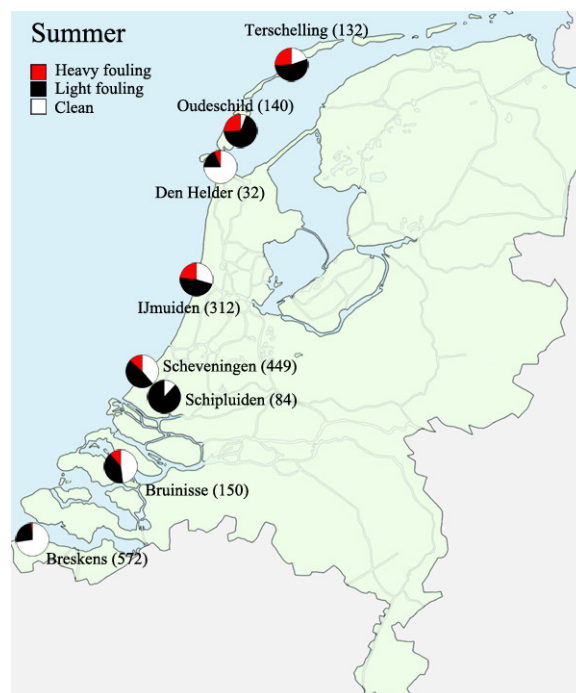 Summer
Heavy fouling
Light fouling
Clean
Terschelling (132)
Oudeschild (140)
Den Helder (32)
IJmuiden (312)
Scheveningen (449)
Schipluiden (84)
Bruinisse (150)
Breskens (572)